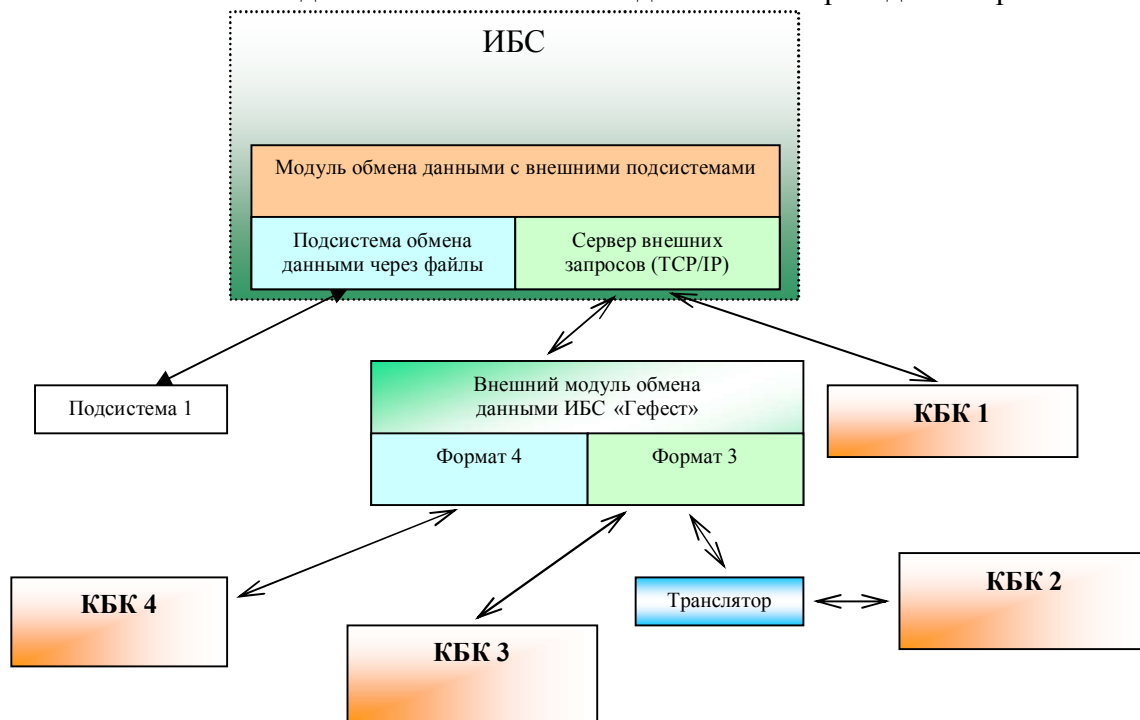 ИБС
Модуль обмена данными с внешними подсистемами
Подсистема обмена
данными через файлы
Сервер внешних
запросов (TCP/IP)
Внешний модуль обмена
данными ИБС «Гефест»
Подсистема 1
КБК 1
Формат 4
Формат 3
КБК 4
Транслятор
КБК 2
КБК 3